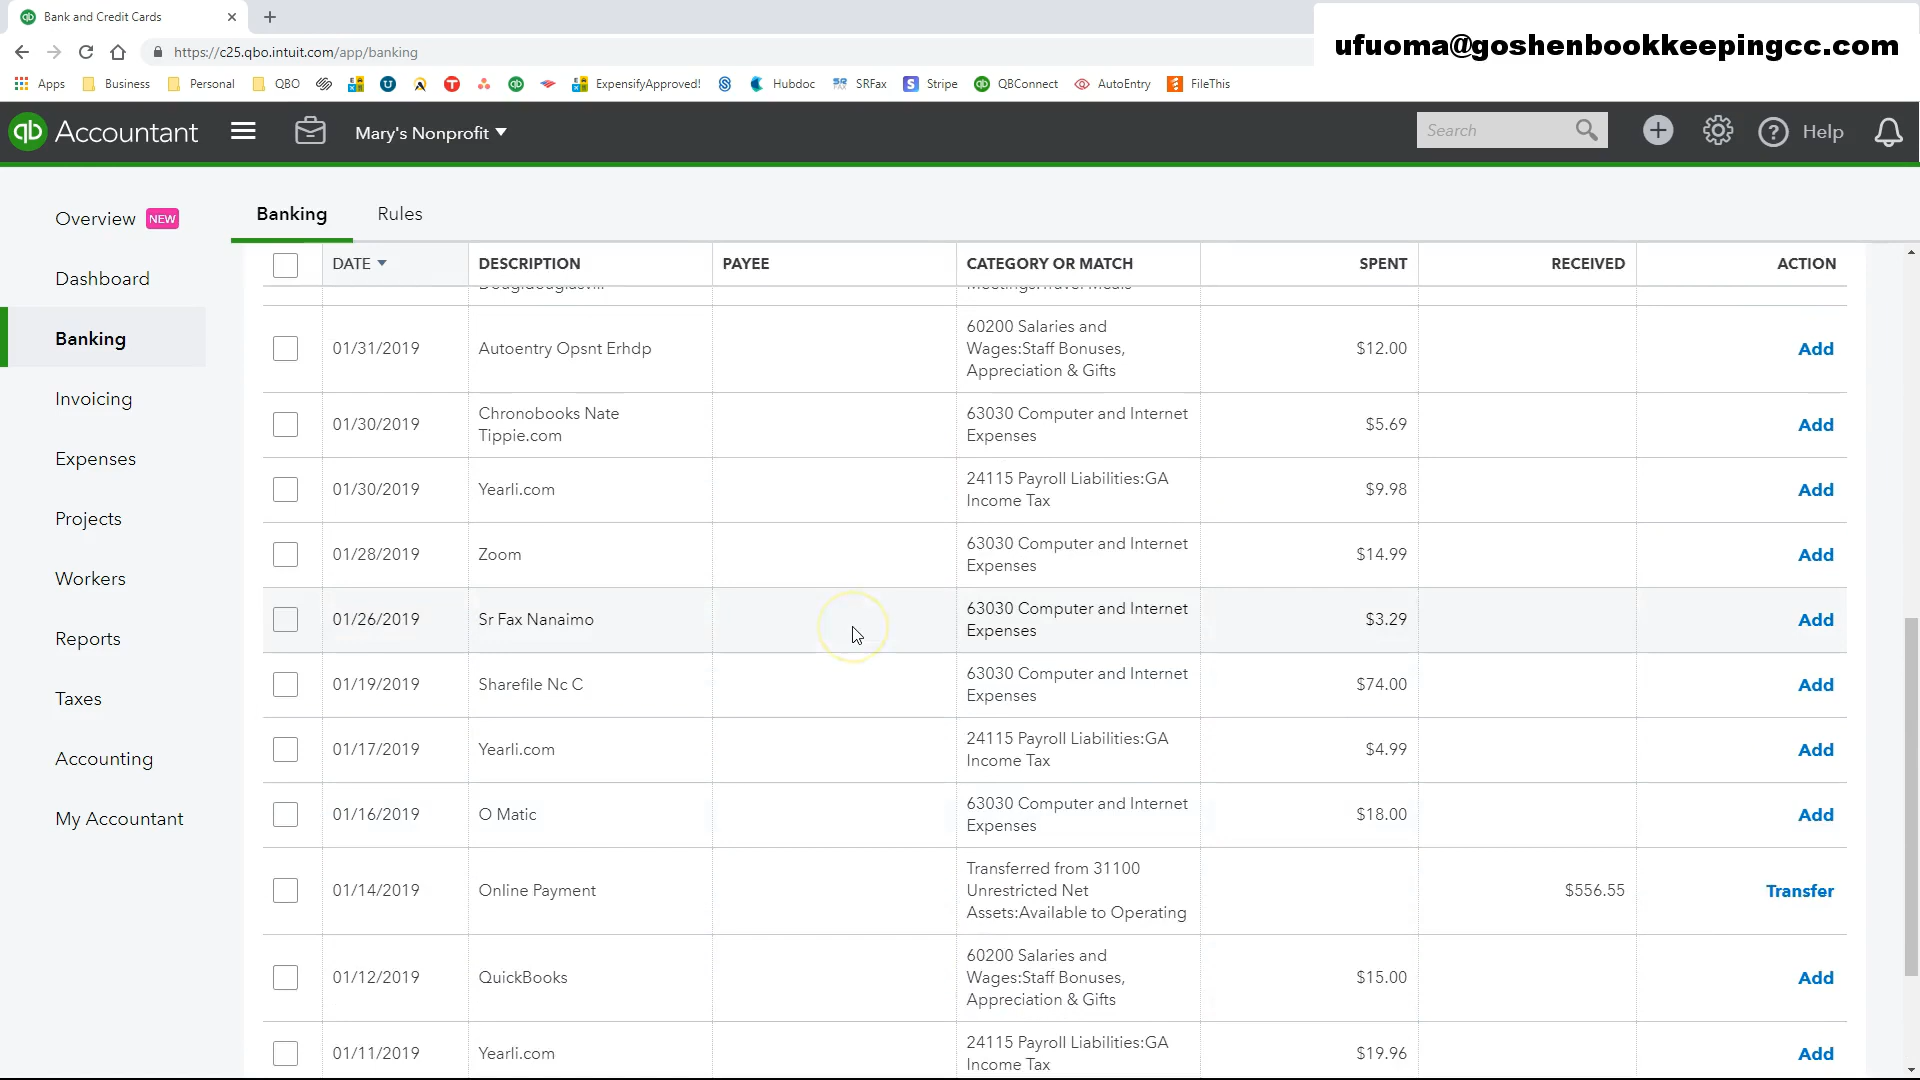 Bank and Credit Cards
https://c25.qbo.intuit.com/app/banking
ufuoma@goshenbookkeepingcc.com
Apps Business Personal QBO ExpensifyApproved! Hubdoc SRFax Stripe QBConnect AutoEntry FileThis
qb Accountant Mary's Nonprofit Search Help
Overview NEW
Dashboard
Banking
Invoicing
Expenses
Projects
Workers
Reports
Taxes
Accounting
My Accountant
Banking Rules
DATE DESCRIPTION PAYEE CATEGORY OR MATCH SPENT RECEIVED ACTION
01/31/2019 Autoentry Opsnt Erhdp 60200 Salaries and
Wages:Staff Bonuses,
Appreciation & Gifts $12.00 Add
01/30/2019 Chronobooks Nate
Tippie.com 63030 Computer and Internet
Expenses $5.69 Add
01/30/2019 Yearli.com 24115 Payroll Liabilities:GA
Income Tax $9.98 Add
01/28/2019 Zoom 63030 Computer and Internet
Expenses $14.99 Add
01/26/2019 Sr Fax Nanaimo 63030 Computer and Internet
Expenses $3.29 Add
01/19/2019 Sharefile Nc C 63030 Computer and Internet
Expenses $74.00 Add
01/17/2019 Yearli.com 24115 Payroll Liabilities:GA
Income Tax $4.99 Add
01/16/2019 O Matic 63030 Computer and Internet
Expenses $18.00 Add
01/14/2019 Online Payment Transferred from 31100
Unrestricted Net
Assets:Available to Operating $556.55 Transfer
01/12/2019 QuickBooks 60200 Salaries and
Wages:Staff Bonuses,
Appreciation & Gifts $15.00 Add
01/11/2019 Yearli.com 24115 Payroll Liabilities:GA
Income Tax $19.96 Add